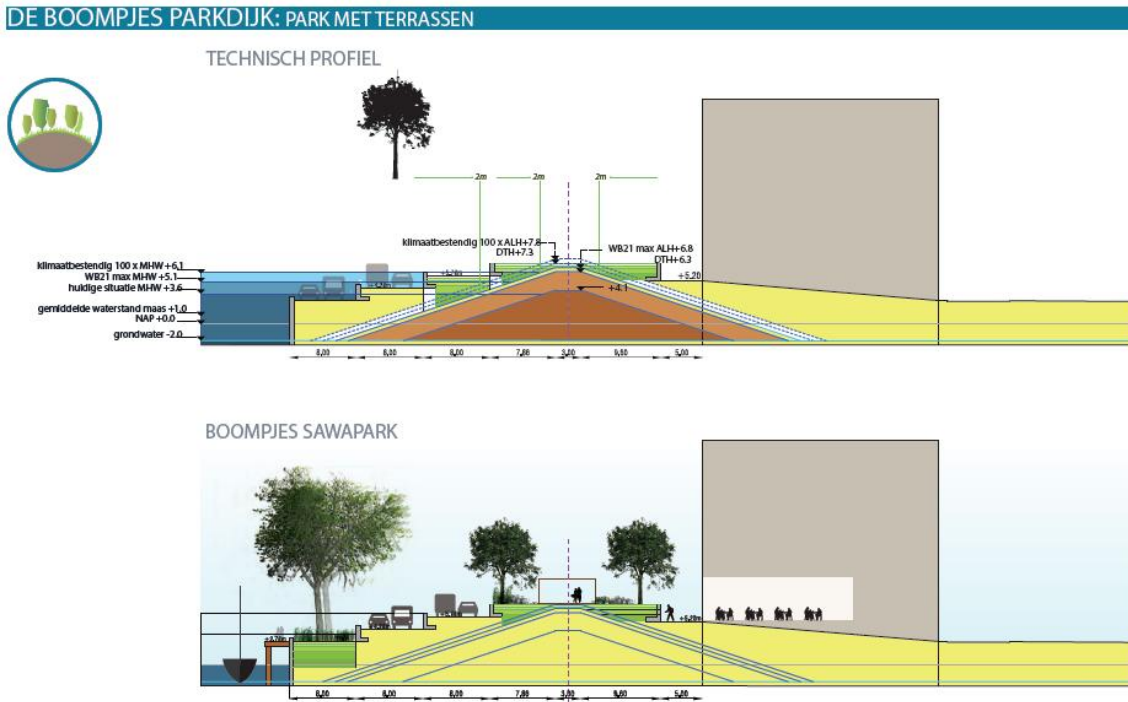 DE BOOMPJES PARKDIJK: PARK MET TERRASSEN
TECHNISCH PROFIEL
2m 2m 2m
klimaatbestendig 100 x ALH+7.8
DTH+7.3
WB21 max ALH+6.8
DTH+6.3
klimaatbestendig 100 x MHW +6,1
WB21 max MHW +5.1
huidige situatie MHW +3.6
gemiddelde waterstand maas +1.0
NAP +0.0
grondwater -2.0
+5,20
+4.1
8,00 8,00 8,00 7,98 3,00 9,60 5,00
BOOMPJES SAWAPARK
8,00 8,00 8,00 7,98 3,00 9,60 5,00